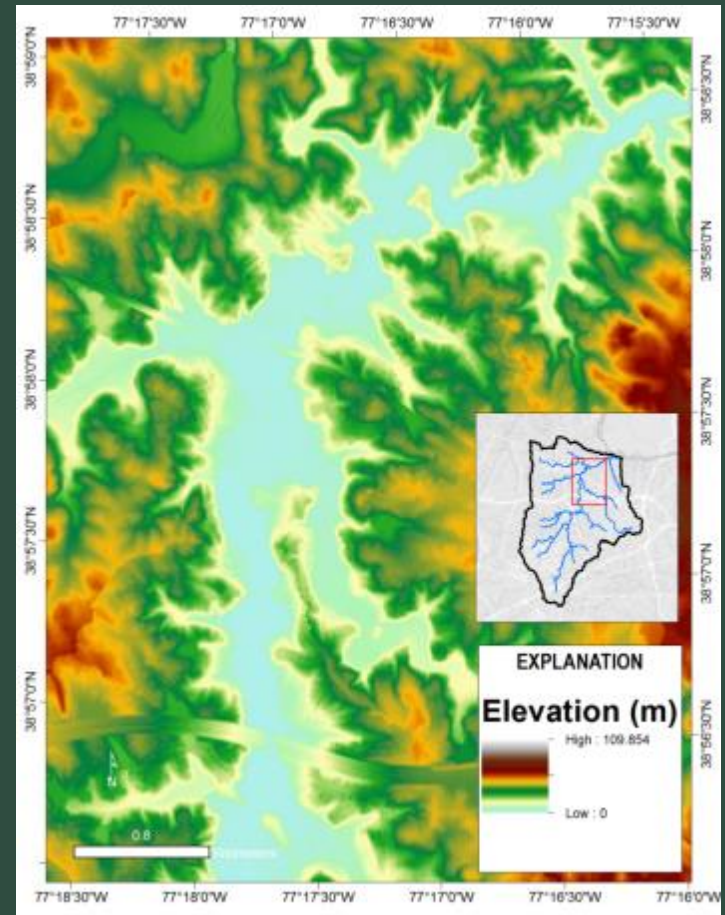 77°17'30"W 77°17'0"W 77°16'30"W 77°16'0"W 77°15'30"W
38°59'0"N
38°58'30"N
38°58'0"N
38°57'30"N
38°57'0"N
38°58'30"N
38°58'0"N
38°57'30"N
38°57'0"N
38°56'30"N
EXPLANATION
Elevation (m)
High : 109.854
Low : 0
N
0.8
77°18'30"W 77°18'0"W 77°17'30"W 77°17'0"W 77°16'30"W 77°16'0"W